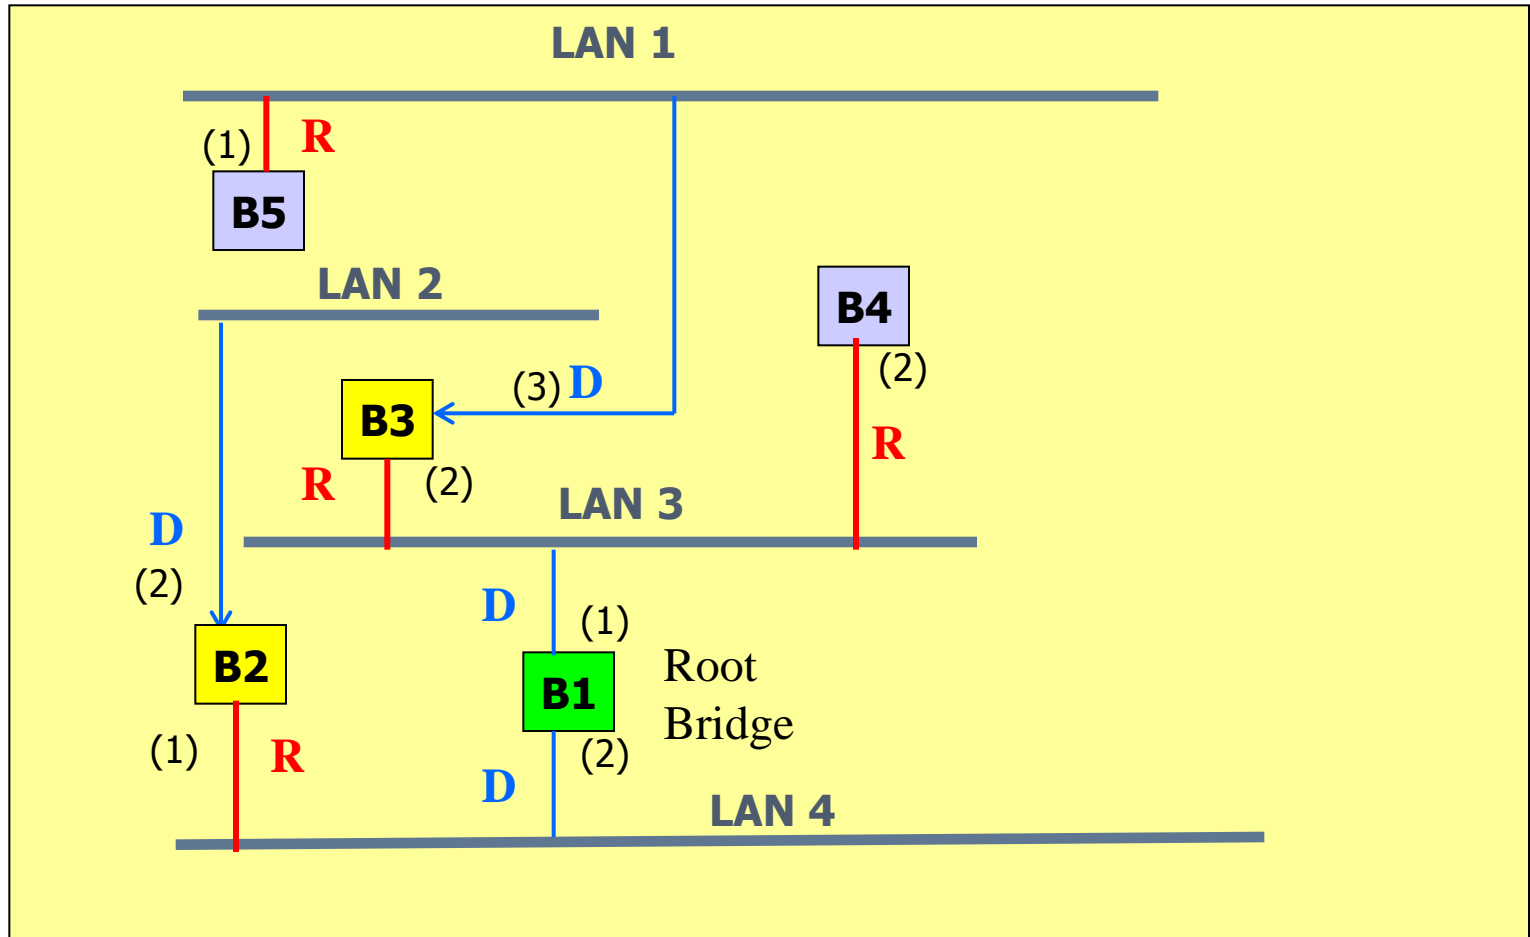 LAN 1
(1) R
B5
LAN 2
B4
(2)
(3) D
B3
R
R (2)
LAN 3
D
(2)
D
(1)
B2
B1
Root
Bridge
(1) R
D (2)
LAN 4